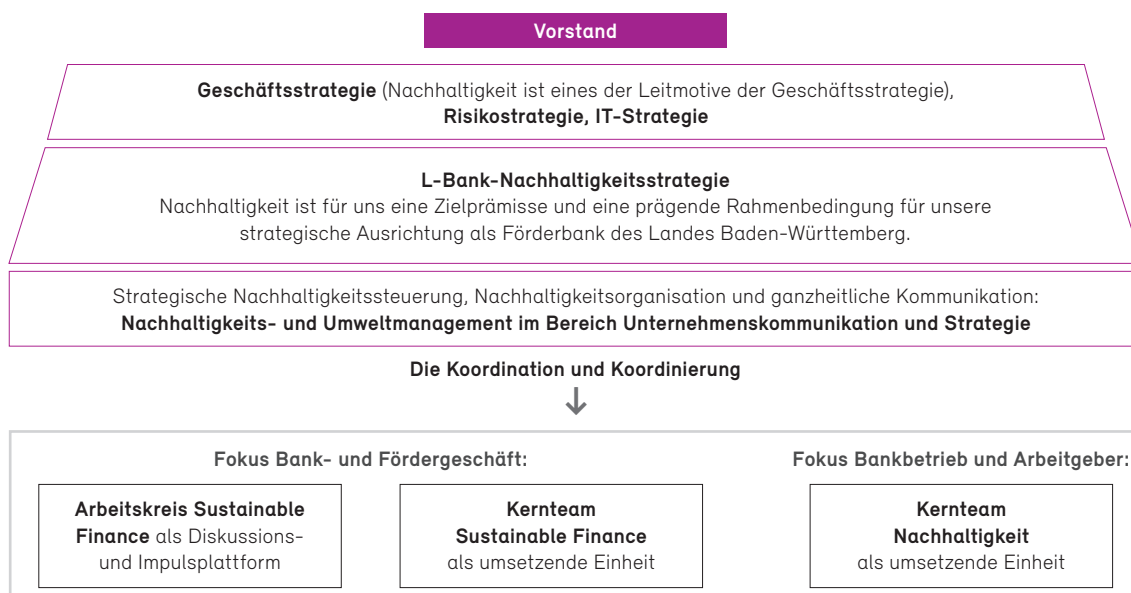 Vorstand
Geschäftsstrategie (Nachhaltigkeit ist eines der Leitmotive der Geschäftsstrategie),
Risikostrategie, IT-Strategie
L-Bank-Nachhaltigkeitsstrategie
Nachhaltigkeit ist für uns eine Zielprämisse und eine prägende Rahmenbedingung für unsere
strategische Ausrichtung als Förderbank des Landes Baden-Württemberg.
Strategische Nachhaltigkeitssteuerung, Nachhaltigkeitsorganisation und ganzheitliche Kommunikation:
Nachhaltigkeits- und Umweltmanagement im Bereich Unternehmenskommunikation und Strategie
Die Koordination und Koordinierung
Fokus Bank- und Fördergeschäft:
Arbeitskreis Sustainable
Finance als Diskussions-
und Impulsplattform
Kernteam
Sustainable Finance
als umsetzende Einheit
Fokus Bankbetrieb und Arbeitgeber:
Kernteam
Nachhaltigkeit
als umsetzende Einheit